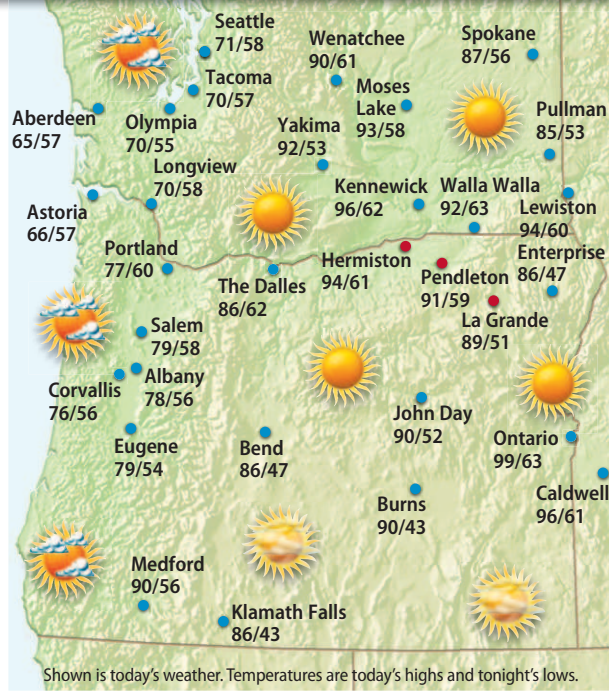 Seattle
71/58
Wenatchee
90/61
Spokane
87/56
Tacoma
70/57
Moses
Lake
93/58
Aberdeen
65/57
Olympia
70/55
Yakima
92/53
Pullman
85/53
Longview
70/58
Kennewick
96/62
Walla Walla
92/63
Lewiston
94/60
Astoria
66/57
Portland
77/60
The Dalles
86/62
Hermiston
94/61
Pendleton
91/59
Enterprise
86/47
La Grande
89/51
Salem
79/58
Albany
78/56
Corvallis
76/56
Eugene
79/54
Bend
86/47
John Day
90/52
Ontario
99/63
Burns
90/43
Caldwell
96/61
Medford
90/56
Klamath Falls
86/43
Shown is today's weather. Temperatures are today's highs and tonight's lows.